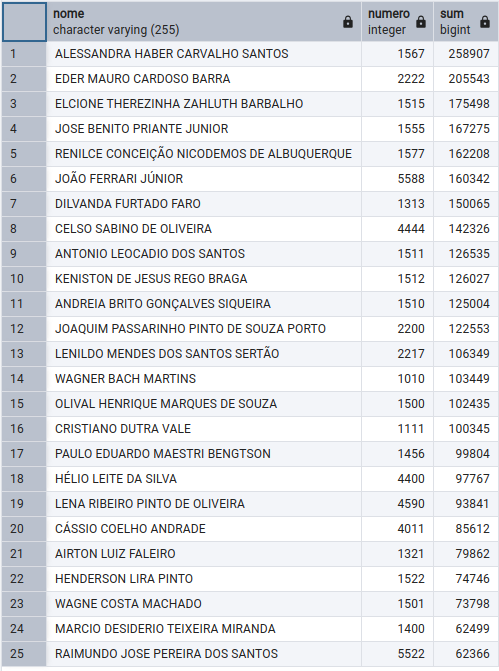 nome numero sum
character varying (255) integer bigint
1 ALESSANDRA HABER CARVALHO SANTOS 1567 258907
2 EDER MAURO CARDOSO BARRA 2222 205543
3 ELCIONE THEREZINHA ZAHLUTH BARBALHO 1515 175498
4 JOSE BENITO PRIANTE JUNIOR 1555 167275
5 RENILCE CONCEIÇÃO NICODEMOS DE ALBUQUERQUE 1577 162208
6 JOÃO FERRARI JÚNIOR 5588 160342
7 DILVANDA FURTADO FARO 1313 150065
8 CELSO SABINO DE OLIVEIRA 4444 142326
9 ANTONIO LEOCADIO DOS SANTOS 1511 126535
10 KENISTON DE JESUS REGO BRAGA 1512 126027
11 ANDREIA BRITO GONÇALVES SIQUEIRA 1510 125004
12 JOAQUIM PASSARINHO PINTO DE SOUZA PORTO 2200 122553
13 LENILDO MENDES DOS SANTOS SERTÃO 2217 106349
14 WAGNER BACH MARTINS 1010 103449
15 OLIVAL HENRIQUE MARQUES DE SOUZA 1500 102435
16 CRISTIANO DUTRA VALE 1111 100345
17 PAULO EDUARDO MAESTRI BENGTSON 1456 99804
18 HÉLIO LEITE DA SILVA 4400 97767
19 LENA RIBEIRO PINTO DE OLIVEIRA 4590 93841
20 CÁSSIO COELHO ANDRADE 4011 85612
21 AIRTON LUIZ FALEIRO 1321 79862
22 HENDERSON LIRA PINTO 1522 74746
23 WAGNE COSTA MACHADO 1501 73798
24 MARCIO DESIDERIO TEIXEIRA MIRANDA 1400 62499
25 RAIMUNDO JOSE PEREIRA DOS SANTOS 5522 62366